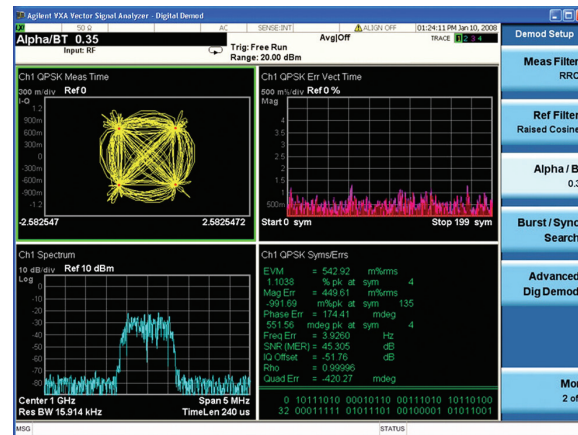 Agilent VXA Vector Signal Analyzer - Digital Demod
50 Ω AC SENSE:INT ALIGN OFF 01:24:11 PM Jan 10, 2008
Alpha/BT 0.35
Input: RF
Trig: Free Run
Range: 20.00 dBm
Avg|Off
TRACE 1 2 3 4
Demod Setup
Meas Filter
RRC
Ref Filter
Raised Cosine
Alpha / B
0.3
Burst / Sync
Search
Advanced
Dig Demod
Mo
2 of
Ch1 QPSK Meas Time
300 m/div Ref 0
I-Q
1.2
900m
600m
300m
0
-300m
-600m
-900m
-1.2
-2.582547 2.5825472
Ch1 QPSK Err Vect Time
500 m%/div Ref 0 %
Mag
4
3.5
3
2.5
2
1.5
1
500m
Start 0 sym Stop 199 sym
Ch1 Spectrum
10 dB/div Ref 10 dBm
Log
0
-10
-20
-30
-40
-50
-60
-70
-80
Center 1 GHz Span 5 MHz
Res BW 15.914 kHz TimeLen 240 us
Ch1 QPSK Syms/Errs
EVM = 542.92 m%rms
1.1038 % pk at sym 4
Mag Err = 449.61 m%rms
-991.69 m%pk at sym 135
Phase Err = 174.41 mdeg
551.56 mdeg pk at sym 4
Freq Err = 3.9260 Hz
SNR (MER) = 45.305 dB
IQ Offset = -51.76 dB
Rho = 0.99996
Quad Err = -420.27 mdeg
0 10111010 00010110 00111010 10110100
32 00011111 01011101 00100001 01011001
MSG STATUS